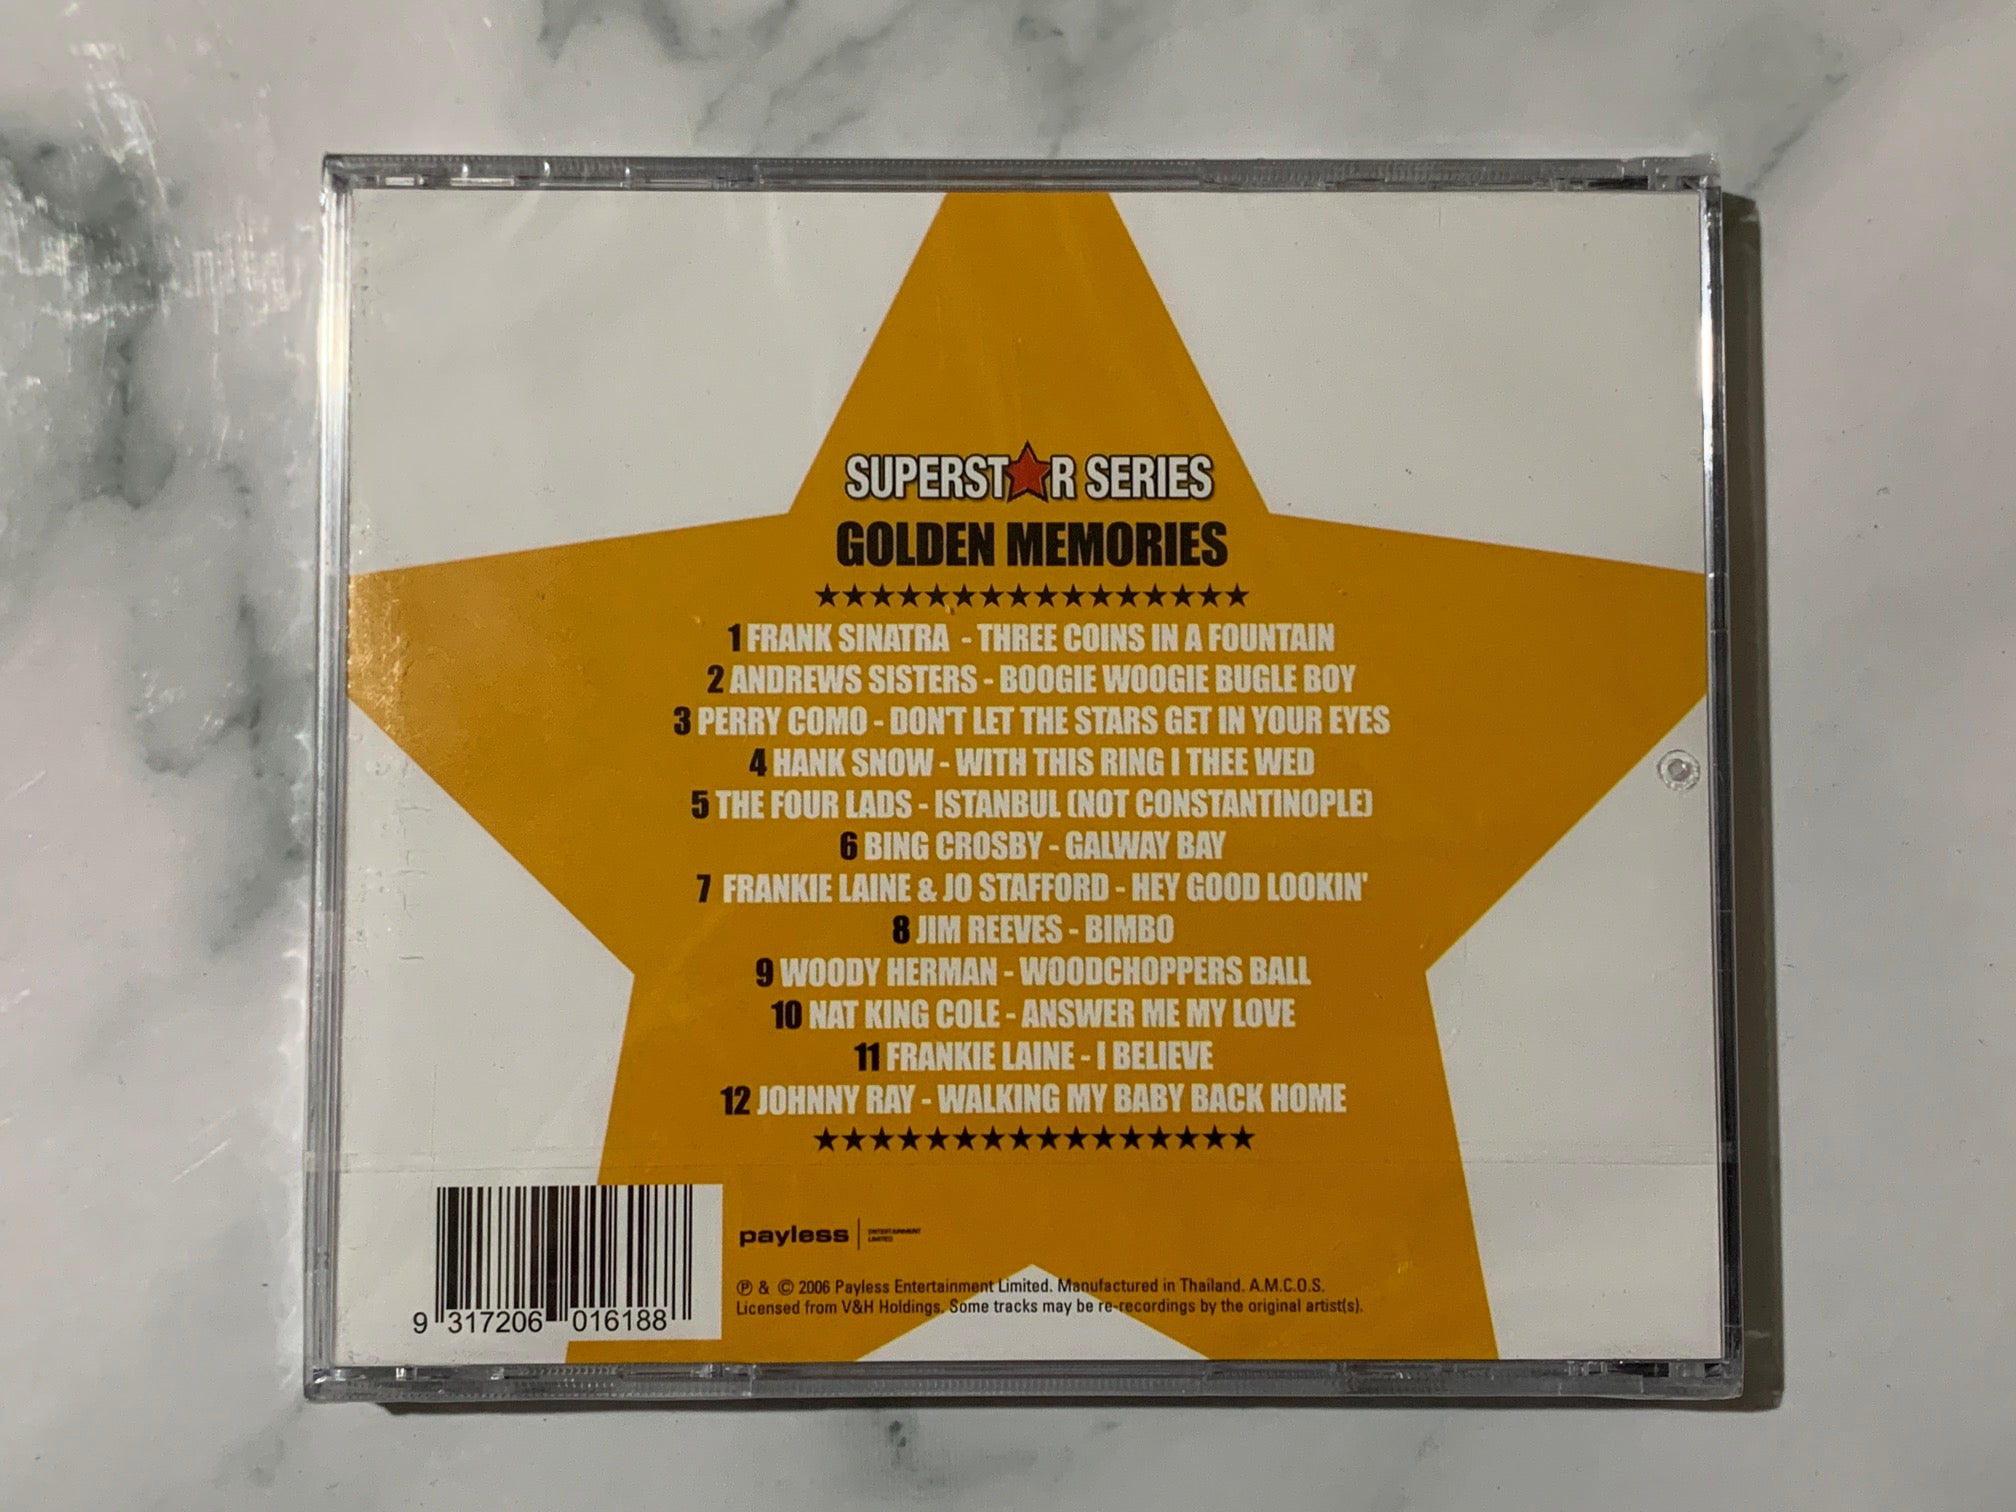 SUPERST★R SERIES
GOLDEN MEMORIES
★★★★★★★★★★★★★★★★
1 FRANK SINATRA - THREE COINS IN A FOUNTAIN
2 ANDREWS SISTERS - BOOGIE WOOGIE BUGLE BOY
3 PERRY COMO - DON'T LET THE STARS GET IN YOUR EYES
4 HANK SNOW - WITH THIS RING I THEE WED
5 THE FOUR LADS - ISTANBUL (NOT CONSTANTINOPLE)
6 BING CROSBY - GALWAY BAY
7 FRANKIE LAINE & JO STAFFORD - HEY GOOD LOOKIN'
8 JIM REEVES - BIMBO
9 WOODY HERMAN - WOODCHOPPERS BALL
10 NAT KING COLE - ANSWER ME MY LOVE
11 FRANKIE LAINE - I BELIEVE
12 JOHNNY RAY - WALKING MY BABY BACK HOME
★★★★★★★★★★★★★★★★
payless ENTERTAINMENT
LIMITED
℗ & © 2006 Payless Entertainment Limited. Manufactured in Thailand. A.M.C.O.S.
Licensed from V&H Holdings. Some tracks may be re-recordings by the original artist(s).
9 317206 016188